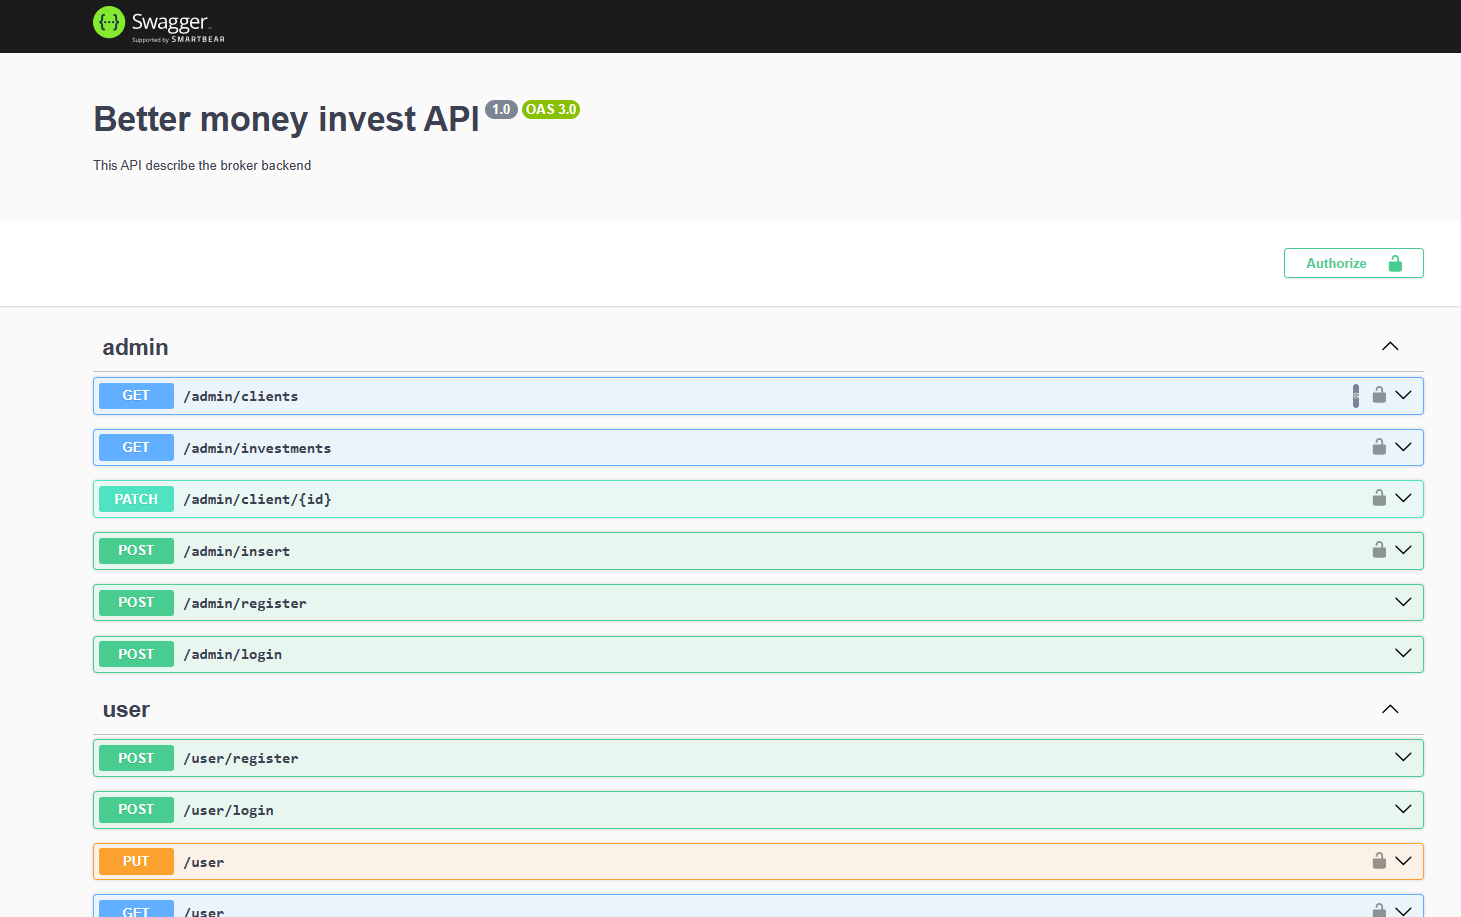 Swagger
Supported by SMARTBEAR
Better money invest API 1.0 OAS 3.0
This API describe the broker backend
Authorize
admin
GET /admin/clients
GET /admin/investments
PATCH /admin/client/{id}
POST /admin/insert
POST /admin/register
POST /admin/login
user
POST /user/register
POST /user/login
PUT /user
GET /user